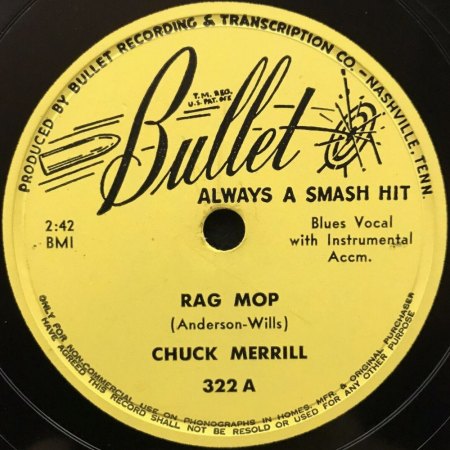 PRODUCED BY BULLET RECORDING & TRANSCRIPTION CO.-NASHVILLE, TENN.
T.M. REG.
U.S. PAT. OFF.
Bullet
ALWAYS A SMASH HIT
2:42
BMI
Blues Vocal
with Instrumental
Accm.
RAG MOP
(Anderson-Wills)
CHUCK MERRILL
322 A
ONLY FOR NON-COMMERCIAL USE ON PHONOGRAPHS IN HOMES. MFR. & ORIGINAL PURCHASER
HAVE AGREED THIS RECORD SHALL NOT BE RESOLD OR USED FOR ANY OTHER PURPOSE